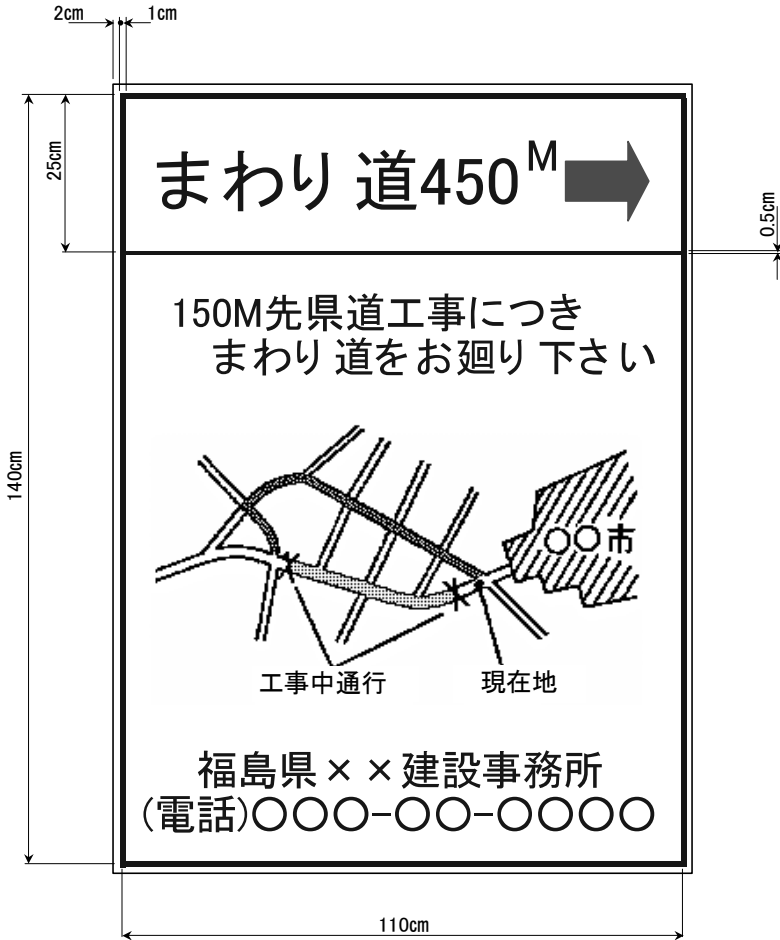 2cm 1cm
25cm
まわり道450M
0.5cm
150M先県道工事につき
まわり道をお廻り下さい
140cm
○○市
工事中通行 現在地
福島県××建設事務所
(電話)○○○-○○-○○○○
110cm